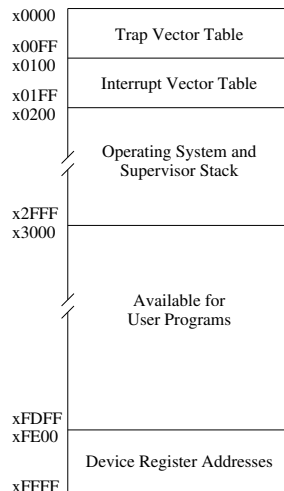 x0000
Trap Vector Table
x00FF
x0100
Interrupt Vector Table
x01FF
x0200
Operating System and
Supervisor Stack
x2FFF
x3000
Available for
User Programs
xFDFF
xFE00
Device Register Addresses
xFFFF